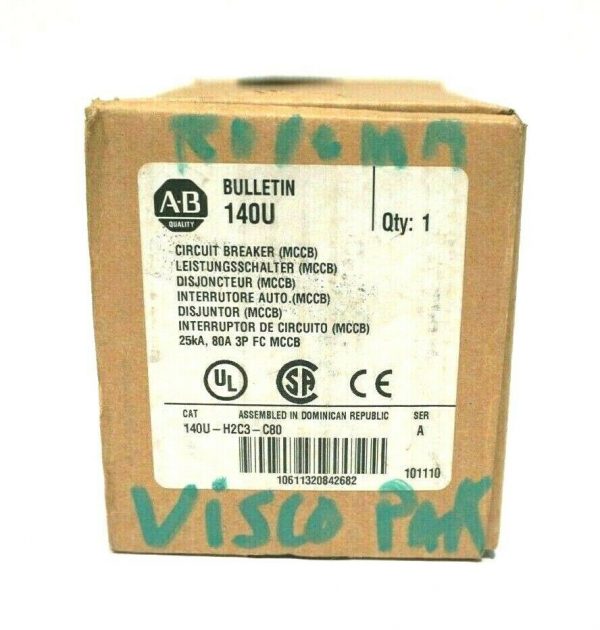 A-B
QUALITY
BULLETIN
140U
Qty: 1
CIRCUIT BREAKER (MCCB)
LEISTUNGSSCHALTER (MCCB)
DISJONCTEUR (MCCB)
INTERRUTORE AUTO.(MCCB)
DISJUNTOR (MCCB)
INTERRUPTOR DE CIRCUITO (MCCB)
25kA, 80A 3P FC MCCB
UL SA CE
CAT ASSEMBLED IN DOMINICAN REPUBLIC SER
140U-H2C3-C80 A
10611320842682
101110
VISCO PAK